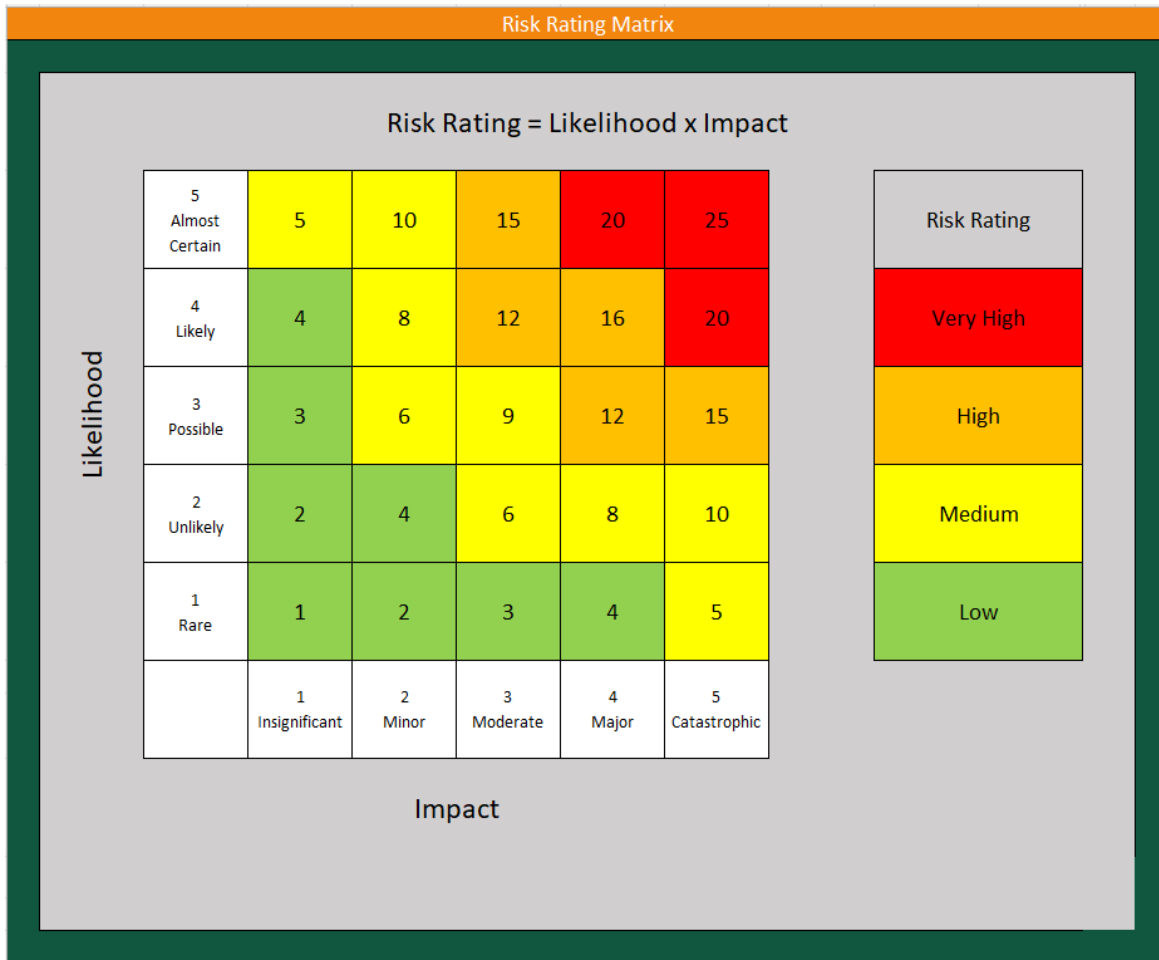 Risk Rating Matrix
Risk Rating = Likelihood x Impact
5
Almost
Certain
5 10 15 20 25
Risk Rating
4
Likely
4 8 12 16 20
Very High
Likelihood
3
Possible
3 6 9 12 15
High
2
Unlikely
2 4 6 8 10
Medium
1
Rare
1 2 3 4 5
Low
1
Insignificant
2
Minor
3
Moderate
4
Major
5
Catastrophic
Impact